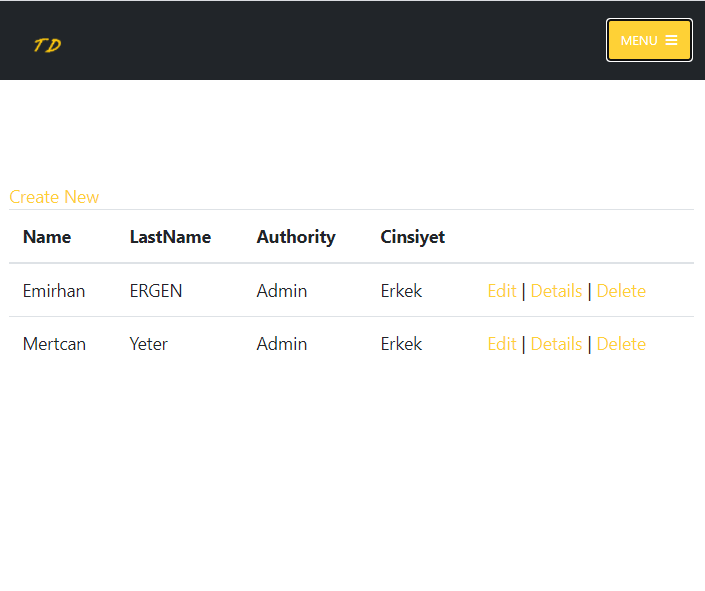 TD
MENU
Create New
Name LastName Authority Cinsiyet
Emirhan ERGEN Admin Erkek Edit | Details | Delete
Mertcan Yeter Admin Erkek Edit | Details | Delete